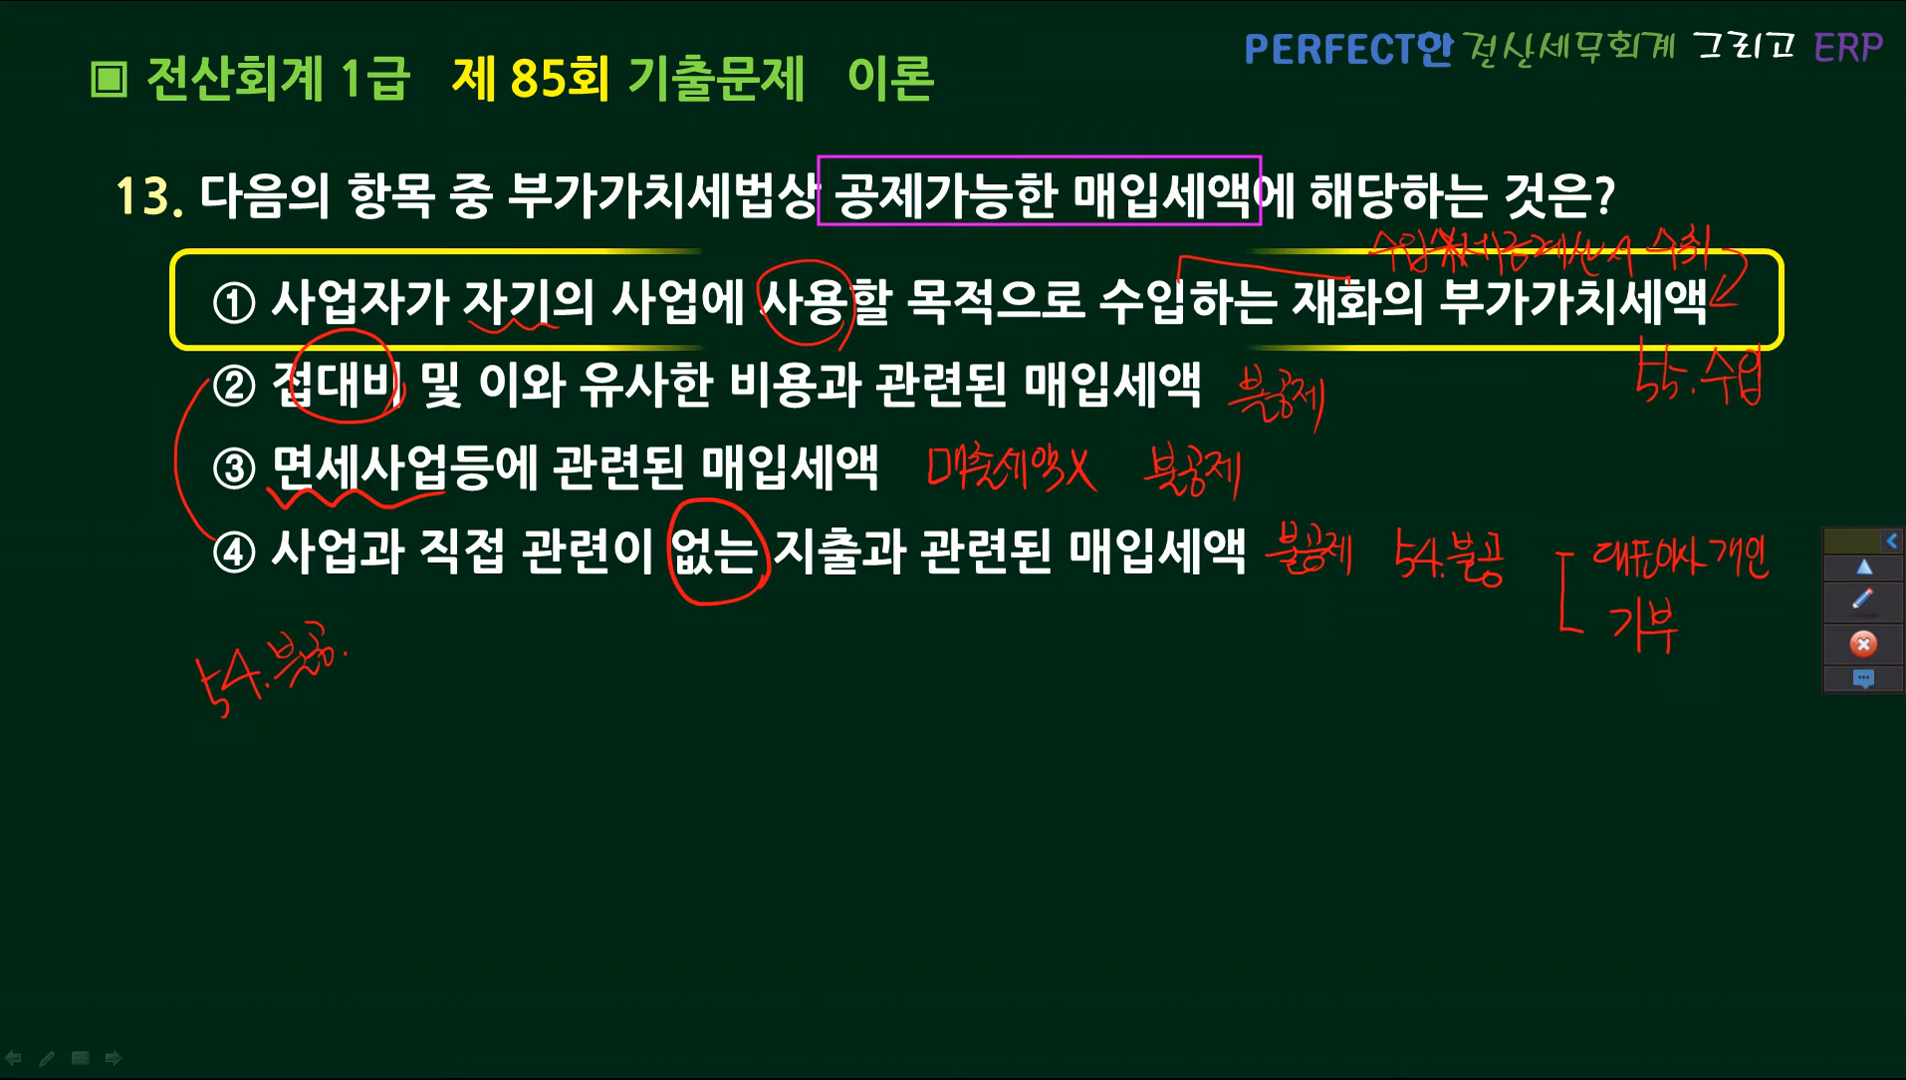 PERFECT한 전산세무회계 그리고 ERP
▣ 전산회계 1급 제 85회 기출문제 이론
13. 다음의 항목 중 부가가치세법상 공제가능한 매입세액에 해당하는 것은?
수입세금계산서 수취
① 사업자가 자기의 사업에 사용할 목적으로 수입하는 재화의 부가가치세액
55.수입
② 접대비 및 이와 유사한 비용과 관련된 매입세액 불공제
③ 면세사업등에 관련된 매입세액 매출세액X 불공제
④ 사업과 직접 관련이 없는 지출과 관련된 매입세액 불공제 54.불공 대표이사 개인
기부
54.불공.